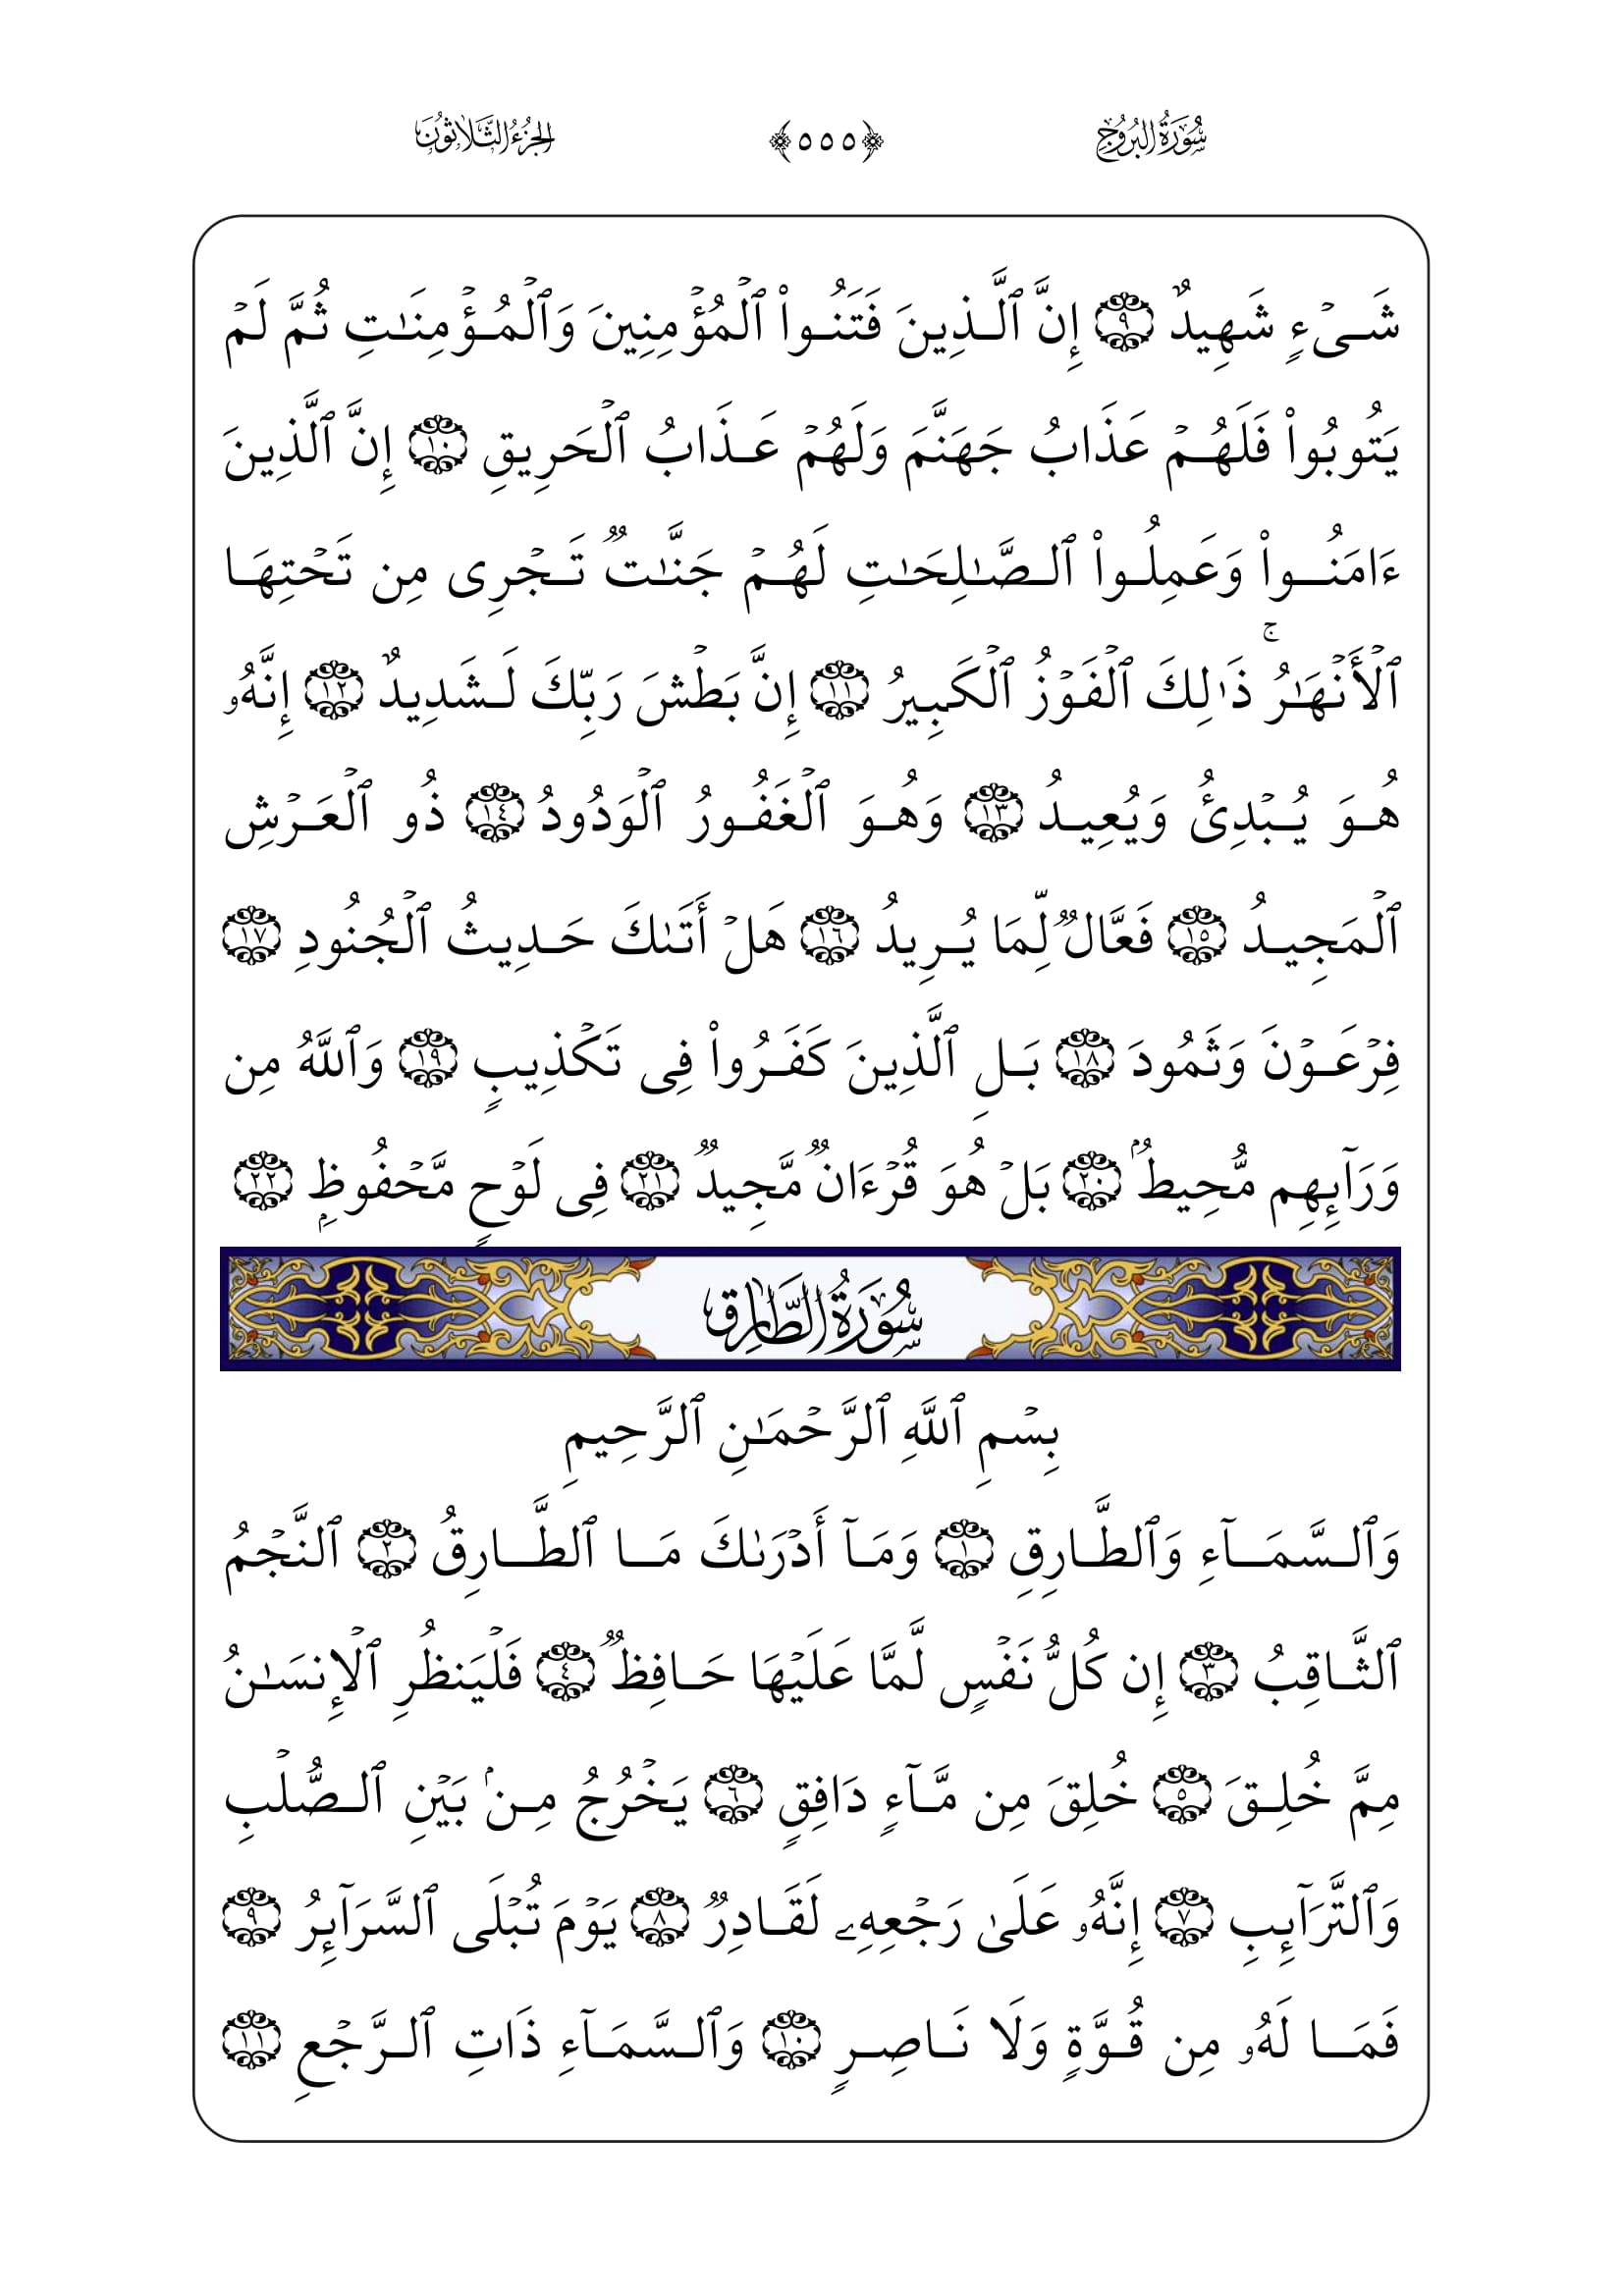 سُورَةُ البُرُوجِ ﴿٥٥٥﴾ الجُزْءُ الثَّلَاثُونَ
شَىۡءٍ شَهِيدٌ ٩ إِنَّ ٱلَّذِينَ فَتَنُوا۟ ٱلۡمُؤۡمِنِينَ وَٱلۡمُؤۡمِنَـٰتِ ثُمَّ لَمۡ
يَتُوبُوا۟ فَلَهُمۡ عَذَابُ جَهَنَّمَ وَلَهُمۡ عَذَابُ ٱلۡحَرِيقِ ١٠ إِنَّ ٱلَّذِينَ
ءَامَنُوا۟ وَعَمِلُوا۟ ٱلصَّـٰلِحَـٰتِ لَهُمۡ جَنَّـٰتٌ تَجۡرِى مِن تَحۡتِهَا
ٱلۡأَنۡهَـٰرُۚ ذَٰلِكَ ٱلۡفَوۡزُ ٱلۡكَبِيرُ ١١ إِنَّ بَطۡشَ رَبِّكَ لَشَدِيدٌ ١٢ إِنَّهُۥ
هُوَ يُبۡدِئُ وَيُعِيدُ ١٣ وَهُوَ ٱلۡغَفُورُ ٱلۡوَدُودُ ١٤ ذُو ٱلۡعَرۡشِ
ٱلۡمَجِيدُ ١٥ فَعَّالٌ لِّمَا يُرِيدُ ١٦ هَلۡ أَتَىٰكَ حَدِيثُ ٱلۡجُنُودِ ١٧
فِرۡعَوۡنَ وَثَمُودَ ١٨ بَلِ ٱلَّذِينَ كَفَرُوا۟ فِى تَكۡذِيبٍ ١٩ وَٱللَّهُ مِن
وَرَآئِهِم مُّحِيطُۢ ٢٠ بَلۡ هُوَ قُرۡءَانٌ مَّجِيدٌ ٢١ فِى لَوۡحٍ مَّحۡفُوظِۭ ٢٢
سُورَةُ الطَّارِقِ
بِسۡمِ ٱللَّهِ ٱلرَّحۡمَـٰنِ ٱلرَّحِيمِ
وَٱلسَّمَآءِ وَٱلطَّارِقِ ١ وَمَآ أَدۡرَىٰكَ مَا ٱلطَّارِقُ ٢ ٱلنَّجۡمُ
ٱلثَّاقِبُ ٣ إِن كُلُّ نَفۡسٍ لَّمَّا عَلَيۡهَا حَافِظٌ ٤ فَلۡيَنظُرِ ٱلۡإِنسَـٰنُ
مِمَّ خُلِقَ ٥ خُلِقَ مِن مَّآءٍ دَافِقٍ ٦ يَخۡرُجُ مِنۢ بَيۡنِ ٱلصُّلۡبِ
وَٱلتَّرَآئِبِ ٧ إِنَّهُۥ عَلَىٰ رَجۡعِهِۦ لَقَادِرٌ ٨ يَوۡمَ تُبۡلَى ٱلسَّرَآئِرُ ٩
فَمَا لَهُۥ مِن قُوَّةٍ وَلَا نَاصِرٍ ١٠ وَٱلسَّمَآءِ ذَاتِ ٱلرَّجۡعِ ١١